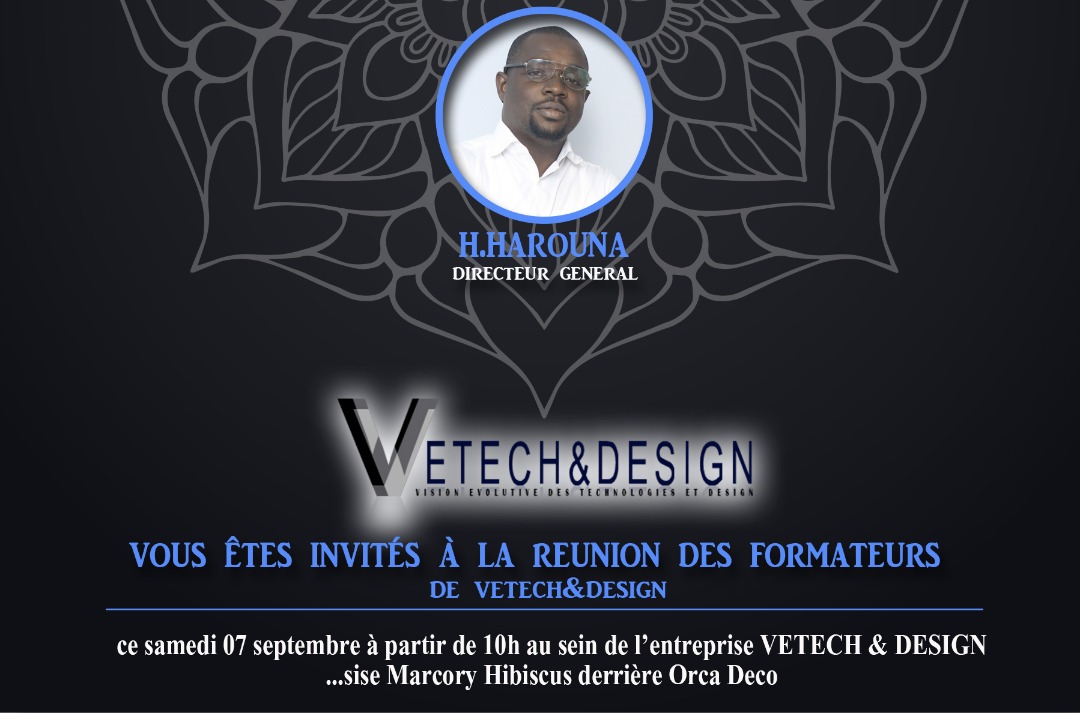 H.HAROUNA
DIRECTEUR GENERAL
VETECH&DESIGN
VISION EVOLUTIVE DES TECHNOLOGIES ET DESIGN
VOUS ÊTES INVITÉS À LA REUNION DES FORMATEURS
DE VETECH&DESIGN
ce samedi 07 septembre à partir de 10h au sein de l’entreprise VETECH & DESIGN
...sise Marcory Hibiscus derrière Orca Deco